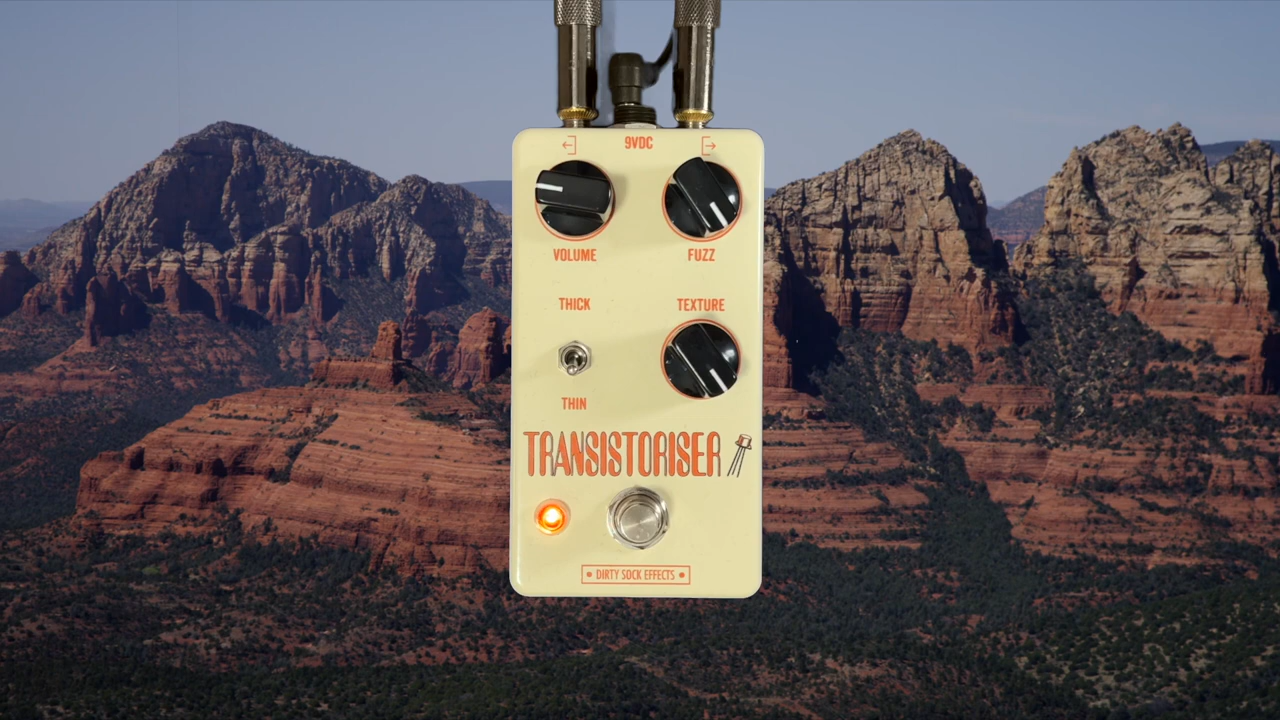 9VDC
VOLUME
FUZZ
THICK
TEXTURE
THIN
TRANSISTORISER
• DIRTY SOCK EFFECTS •